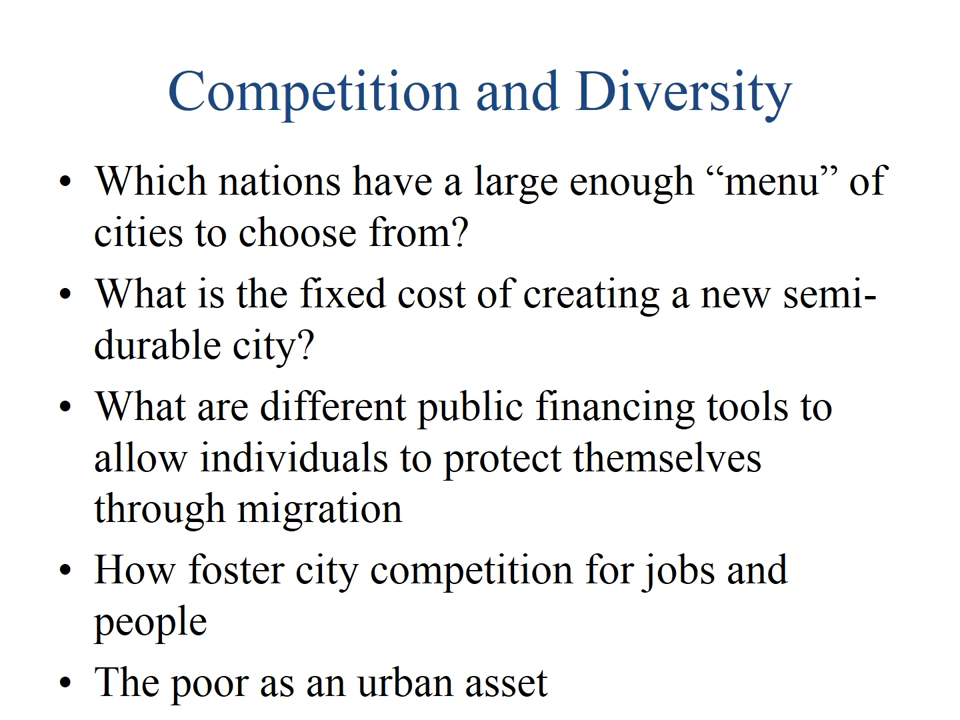 Competition and Diversity
• Which nations have a large enough “menu” of
cities to choose from?
• What is the fixed cost of creating a new semi-
durable city?
• What are different public financing tools to
allow individuals to protect themselves
through migration
• How foster city competition for jobs and
people
• The poor as an urban asset